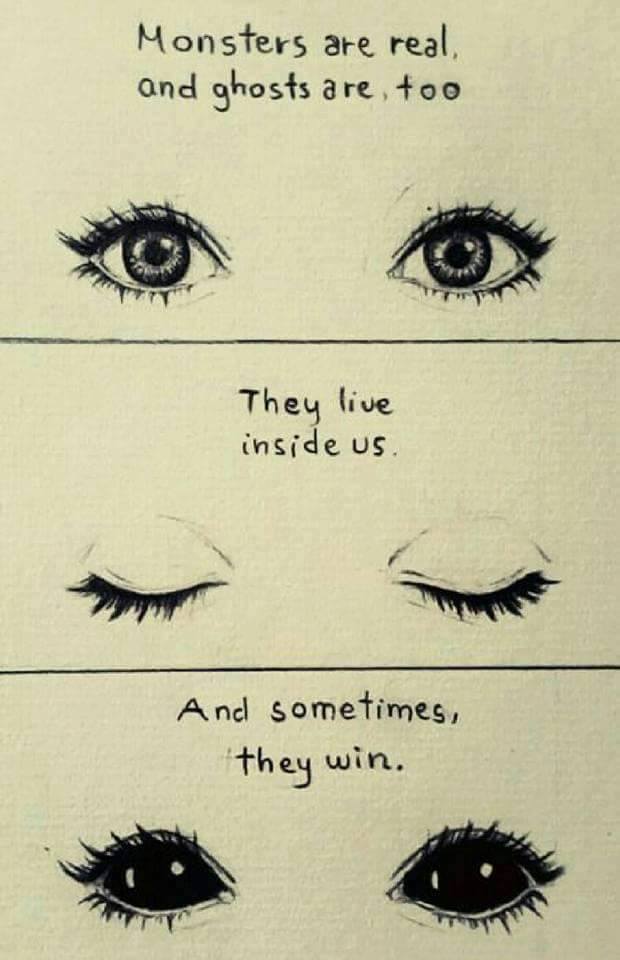 Monsters are real,
and ghosts are, too
They live
inside us.
And sometimes,
they win.